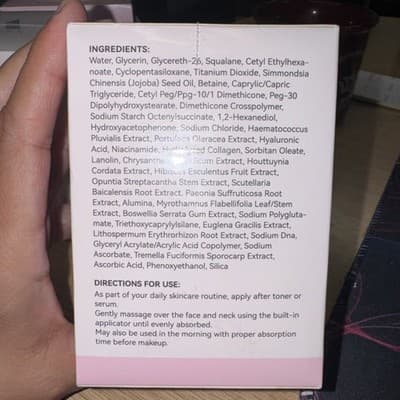 INGREDIENTS:
Water, Glycerin, Glycereth-26, Squalane, Cetyl Ethylhexa-
noate, Cyclopentasiloxane, Titanium Dioxide, Simmondsia
Chinensis (Jojoba) Seed Oil, Betaine, Caprylic/Capric
Triglyceride, Cetyl Peg/Ppg-10/1 Dimethicone, Peg-30
Dipolyhydroxystearate, Dimethicone Crosspolymer,
Sodium Starch Octenylsuccinate, 1,2-Hexanediol,
Hydroxyacetophenone, Sodium Chloride, Haematococcus
Pluvialis Extract, Portulaca Oleracea Extract, Hyaluronic
Acid, Niacinamide, Collagen, Sorbitan Oleate,
Lanolin, Extract, Houttuynia
Cordata Extract, Hibiscus Esculentus Fruit Extract,
Opuntia Streptacantha Stem Extract, Scutellaria
Baicalensis Root Extract, Paeonia Suffruticosa Root
Extract, Alumina, Myrothamnus Flabellifolia Leaf/Stem
Extract, Boswellia Serrata Gum Extract, Sodium Polygluta-
mate, Triethoxycaprylylsilane, Euglena Gracilis Extract,
Lithospermum Erythrorhizon Root Extract, Sodium Dna,
Glyceryl Acrylate/Acrylic Acid Copolymer, Sodium
Ascorbate, Tremella Fuciformis Sporocarp Extract,
Ascorbic Acid, Phenoxyethanol, Silica
DIRECTIONS FOR USE:
As part of your daily skincare routine, apply after toner or
serum.
Gently massage over the face and neck using the built-in
applicator until evenly absorbed.
May also be used in the morning with proper absorption
time before makeup.